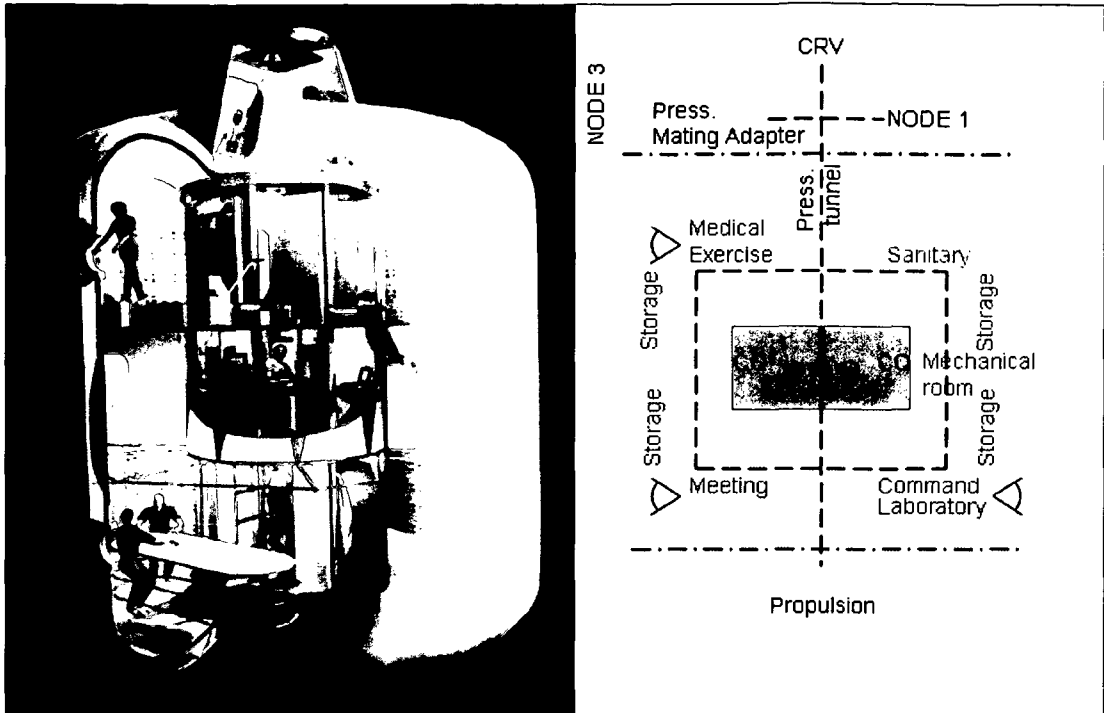 CRV
NODE 3
Press.
Mating Adapter
NODE 1
Press.
tunnel
Medical
Exercise
Sanitary
Storage
Storage
Mechanical
room
Storage
Storage
Meeting
Command
Laboratory
Propulsion